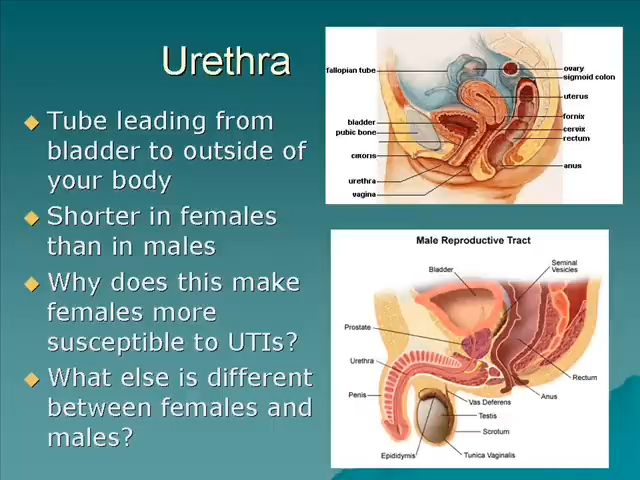 Urethra
Tube leading from
bladder to outside of
your body
Shorter in females
than in males
Why does this make
females more
susceptible to UTIs?
What else is different
between females and
males?
fallopian tube
ovary
sigmoid colon
uterus
fornix
bladder
cervix
pubic bone
rectum
clitoris
anus
urethra
vagina
Male Reproductive Tract
Seminal
Vesicles
Bladder
Prostate
Urethra
Rectum
Penis
Anus
Vas Deferens
Testis
Scrotum
Epididymis
Tunica Vaginalis